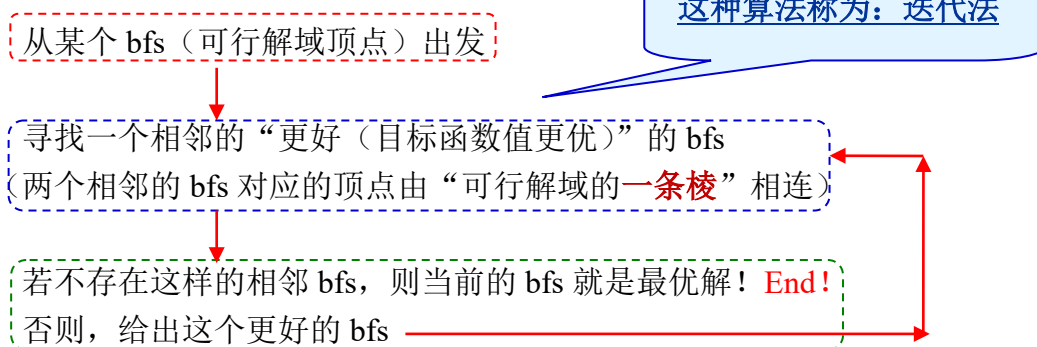 这种算法称为：迭代法
从某个 bfs（可行解域顶点）出发
寻找一个相邻的“更好（目标函数值更优）”的 bfs
（两个相邻的 bfs 对应的顶点由“可行解域的一条棱”相连）
若不存在这样的相邻 bfs，则当前的 bfs 就是最优解！End！
否则，给出这个更好的 bfs